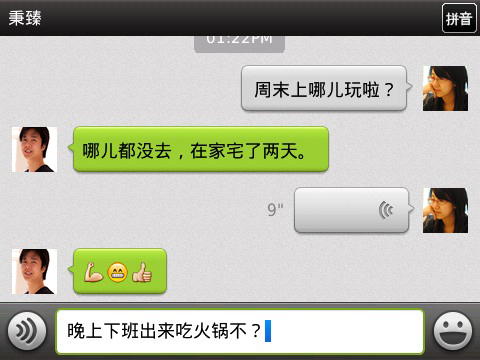 秉臻
拼音
01:22PM
周末上哪儿玩啦？
哪儿都没去，在家宅了两天。
9"
💪😁👍
晚上下班出来吃火锅不？